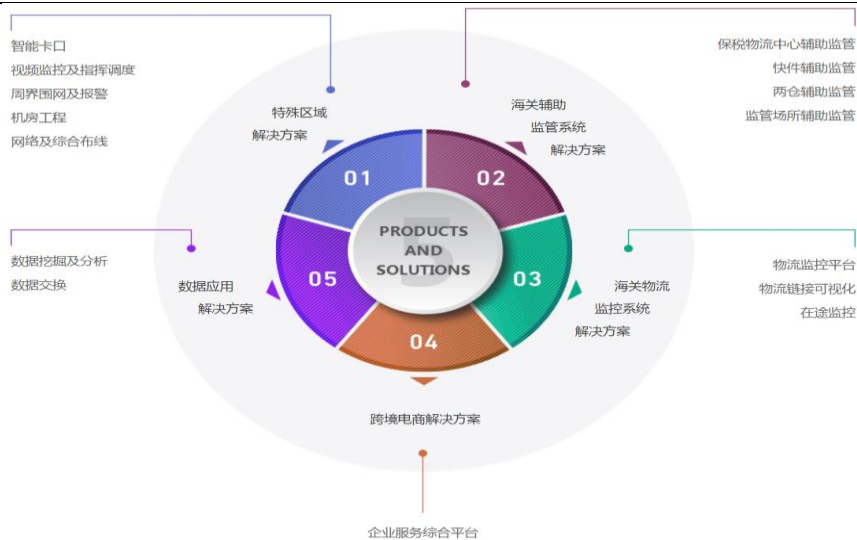 智能卡口
视频监控及指挥调度
周界围网及报警
机房工程
网络及综合布线
保税物流中心辅助监管
快件辅助监管
两仓辅助监管
监管场所辅助监管
特殊区域
解决方案
海关辅助
监管系统
解决方案
01
02
5
PRODUCTS
AND
SOLUTIONS
05
03
04
数据挖掘及分析
数据交换
数据应用
解决方案
海关物流
监控系统
解决方案
物流监控平台
物流链接可视化
在途监控
跨境电商解决方案
企业服务综合平台